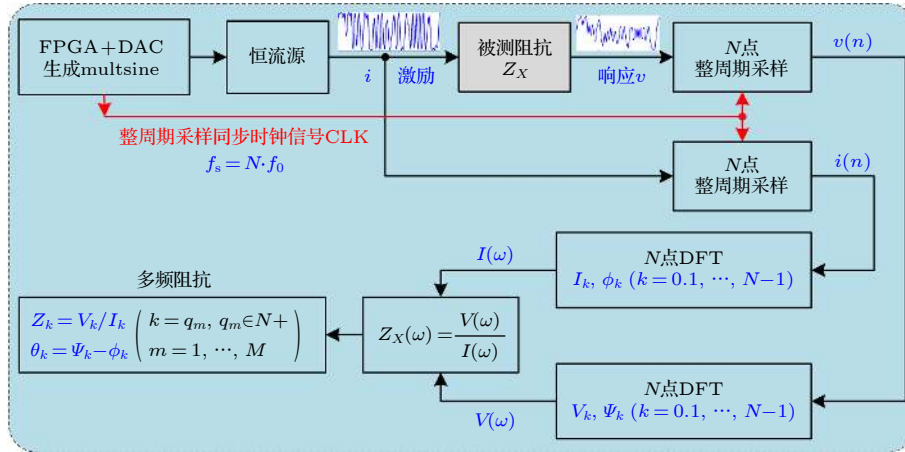 FPGA+DAC
生成multsine
恒流源
i
激励
被测阻抗
Z_X
响应v
N点
整周期采样
v(n)
整周期采样同步时钟信号CLK
f_s = N·f_0
N点
整周期采样
i(n)
N点DFT
I_k, ϕ_k (k = 0.1, ⋯, N−1)
I(ω)
多频阻抗
Z_k = V_k/I_k ( k = q_m, q_m∈N+
θ_k = Ψ_k−ϕ_k m = 1, ⋯, M )
Z_X(ω) = V(ω)/I(ω)
N点DFT
V_k, Ψ_k (k = 0.1, ⋯, N−1)
V(ω)